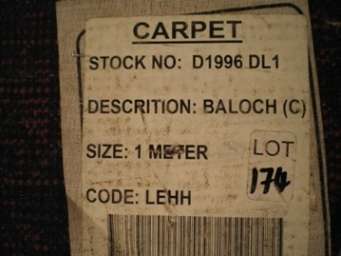 CARPET
STOCK NO: D1996 DL1
DESCRITION: BALOCH (C)
SIZE: 1 METER
LOT
174
CODE: LEHH